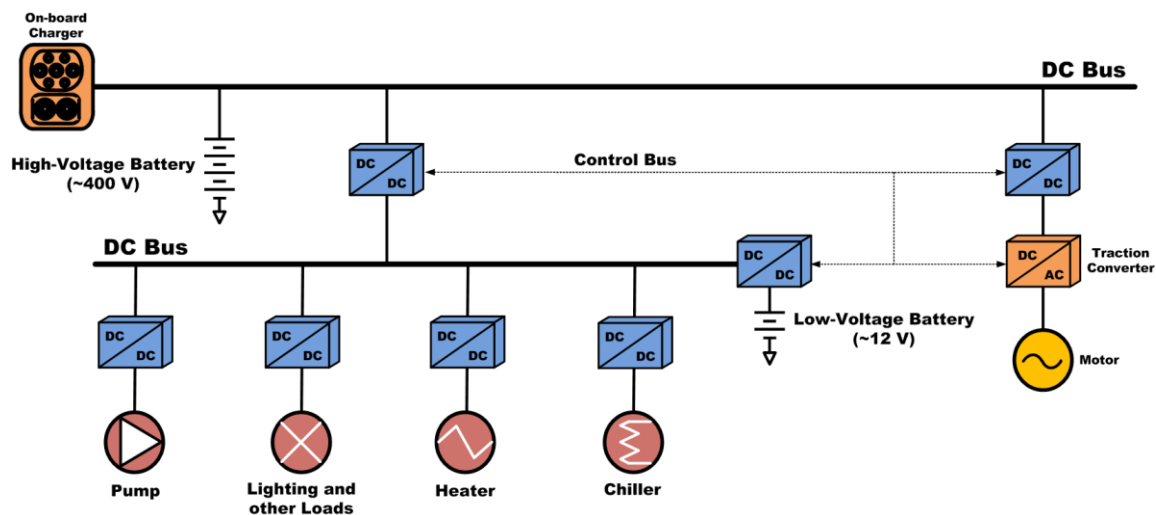 On-board
Charger
DC Bus
High-Voltage Battery
(~400 V)
DC
DC
Control Bus
DC
DC
DC Bus
DC
DC
DC
AC
Traction
Converter
Low-Voltage Battery
(~12 V)
DC
DC
DC
DC
DC
DC
DC
DC
Motor
Pump
Lighting and
other Loads
Heater
Chiller